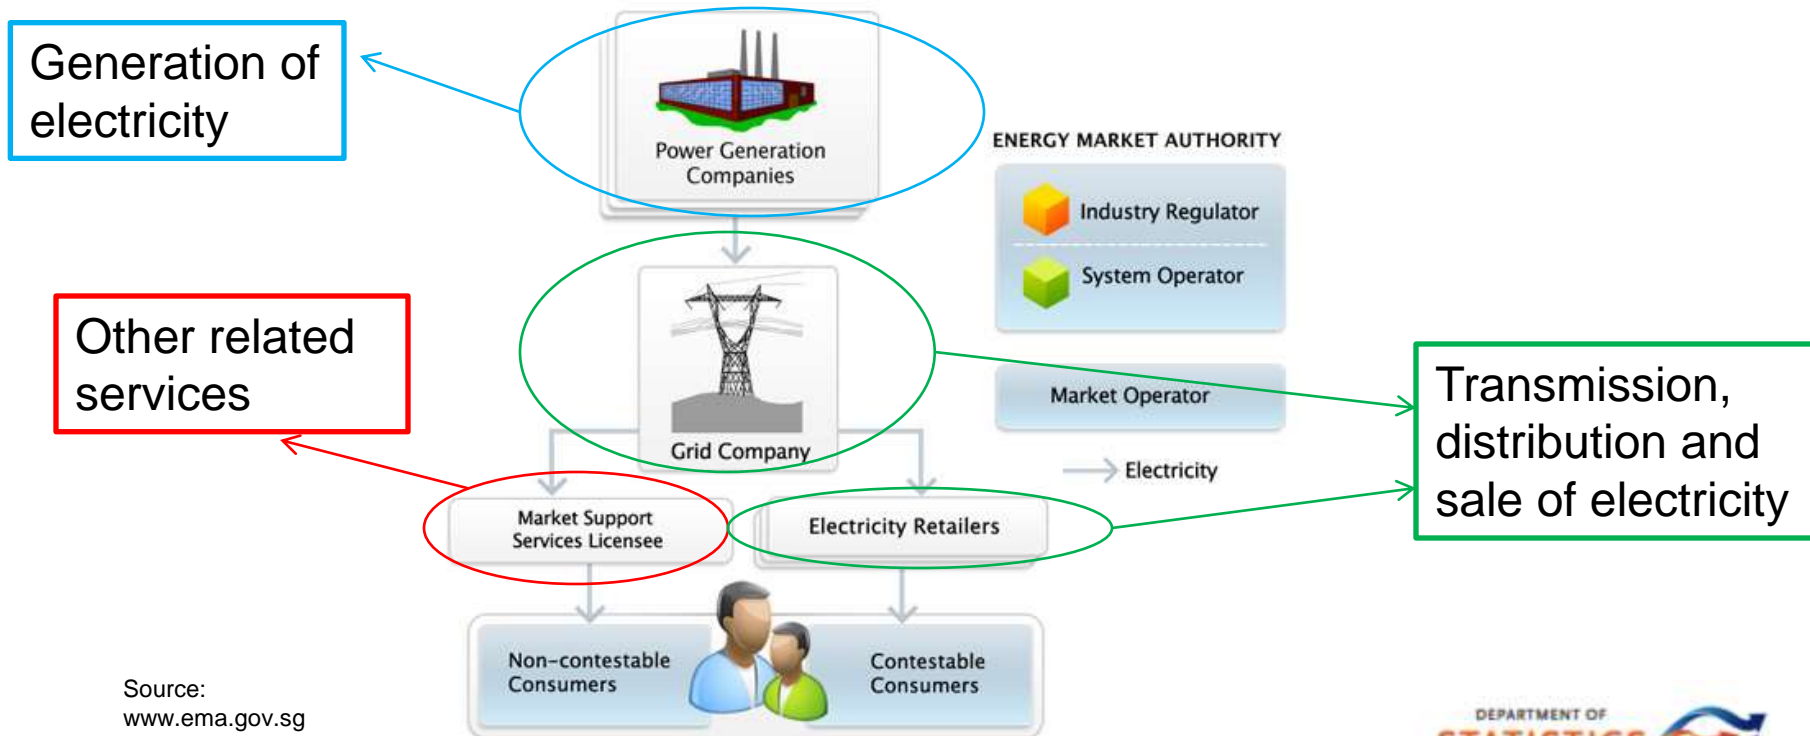 Generation of
electricity
Power Generation
Companies
ENERGY MARKET AUTHORITY
Industry Regulator
System Operator
Other related
services
Market Operator
Transmission,
distribution and
sale of electricity
Grid Company
Electricity
Market Support
Services Licensee
Electricity Retailers
Non-contestable
Consumers
Contestable
Consumers
Source:
www.ema.gov.sg
DEPARTMENT OF
STATISTICS